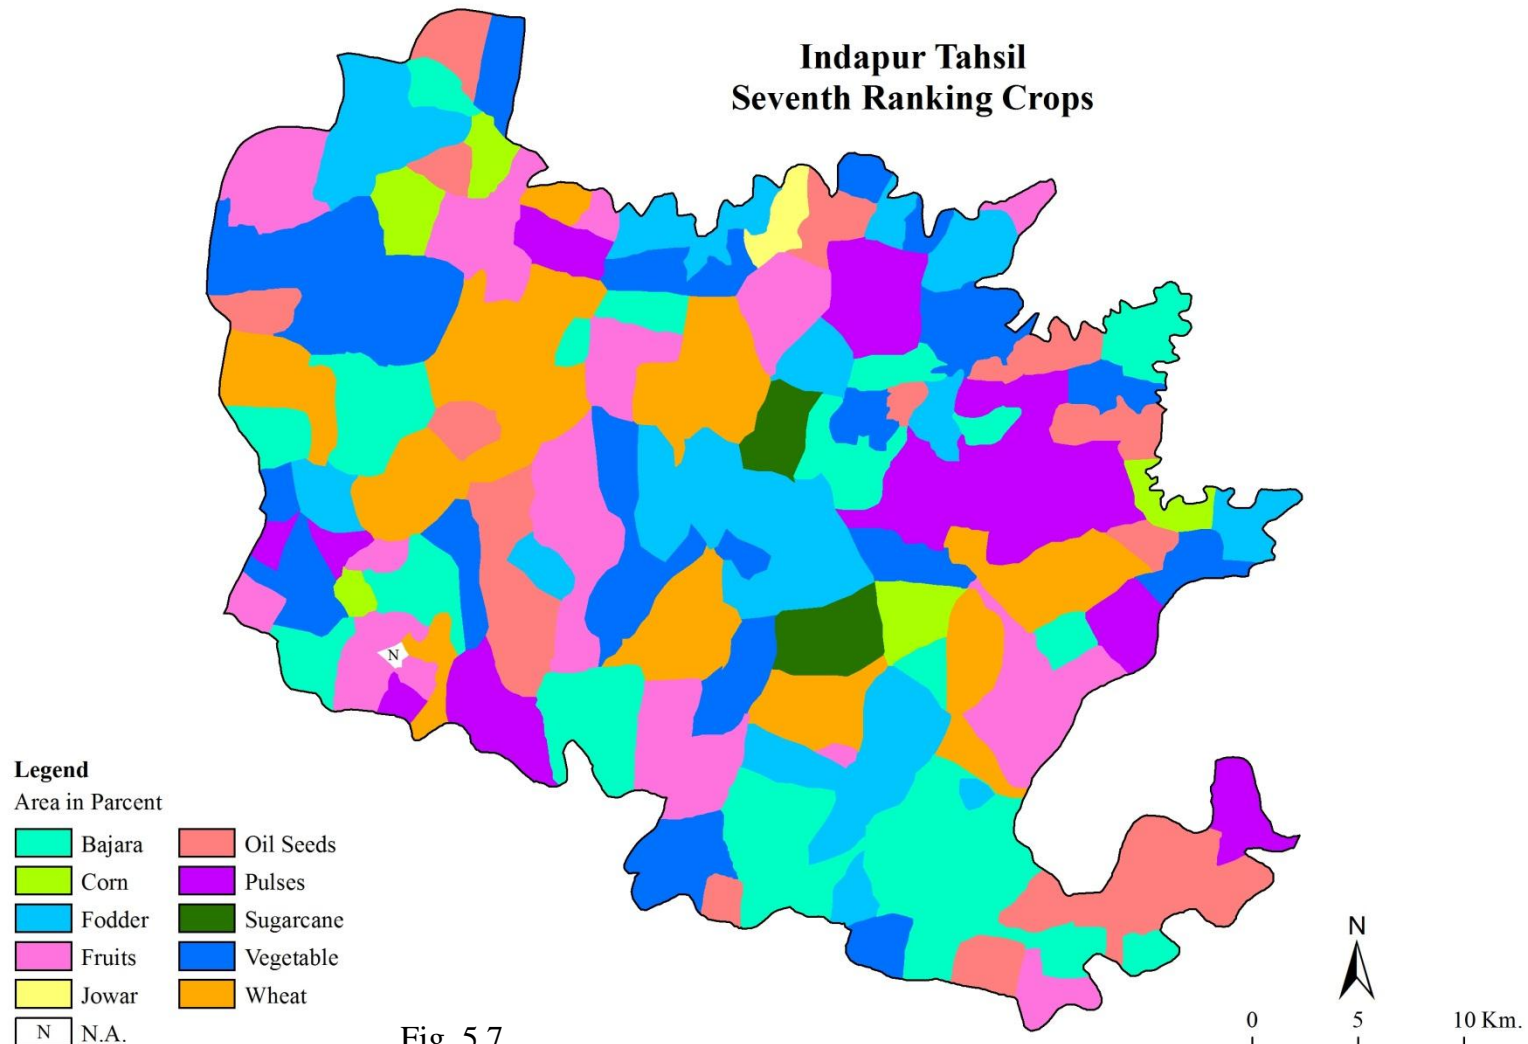 Indapur Tahsil
Seventh Ranking Crops
N
Legend
Area in Parcent
Bajara
Oil Seeds
Corn
Pulses
Fodder
Sugarcane
Fruits
Vegetable
Jowar
Wheat
N N.A.
Fig. 5.7
N
0 5 10 Km.